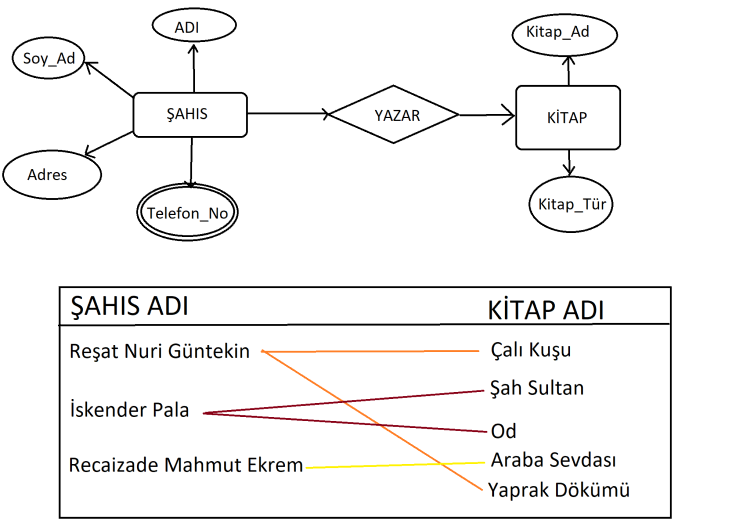 ADI
Kitap_Ad
Soy_Ad
ŞAHIS
YAZAR
KİTAP
Adres
Telefon_No
Kitap_Tür
ŞAHIS ADI
KİTAP ADI
Reşat Nuri Güntekin
Çalı Kuşu
Şah Sultan
İskender Pala
Od
Recaizade Mahmut Ekrem
Araba Sevdası
Yaprak Dökümü